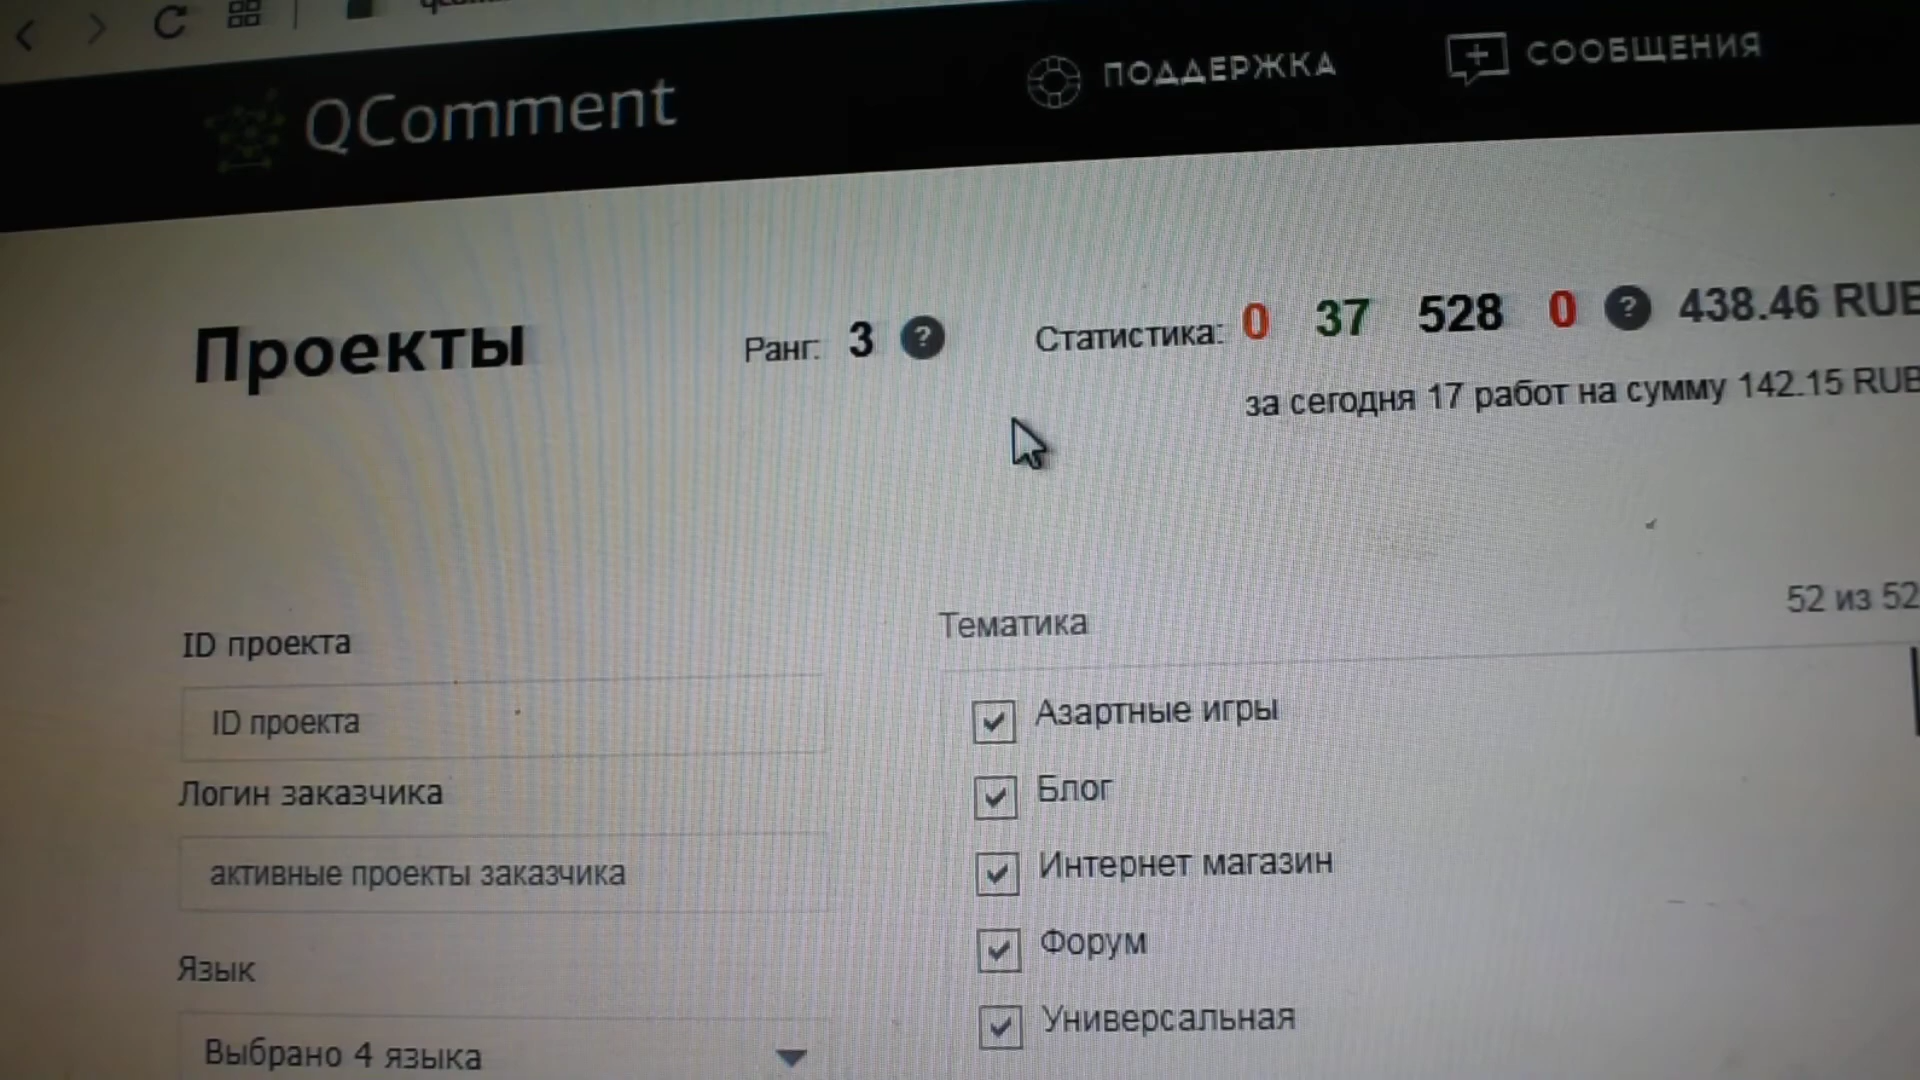 QComment
ПОДДЕРЖКА
СООБЩЕНИЯ
Проекты
Ранг: 3 ?
Статистика: 0 37 528 0 ? 438.46 RUB
за сегодня 17 работ на сумму 142.15 RUB
ID проекта
ID проекта
Логин заказчика
активные проекты заказчика
Язык
Выбрано 4 языка
Тематика
52 из 52
Азартные игры
Блог
Интернет магазин
Форум
Универсальная